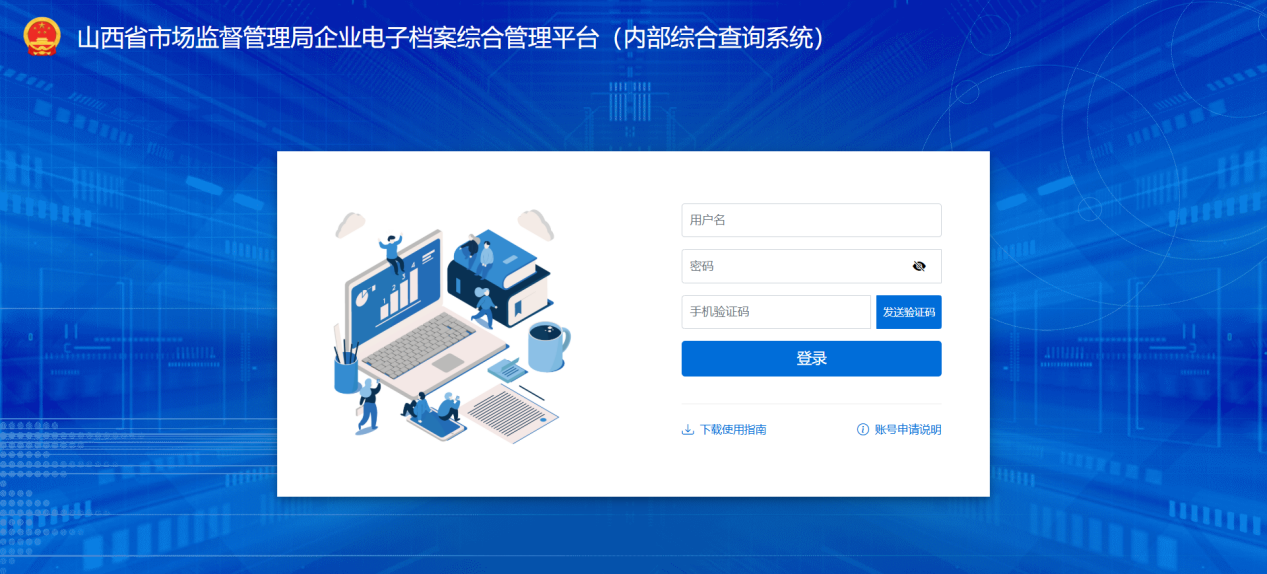 山西省市场监督管理局企业电子档案综合管理平台（内部综合查询系统）
用户名
密码
手机验证码 发送验证码
登录
下载使用指南 账号申请说明